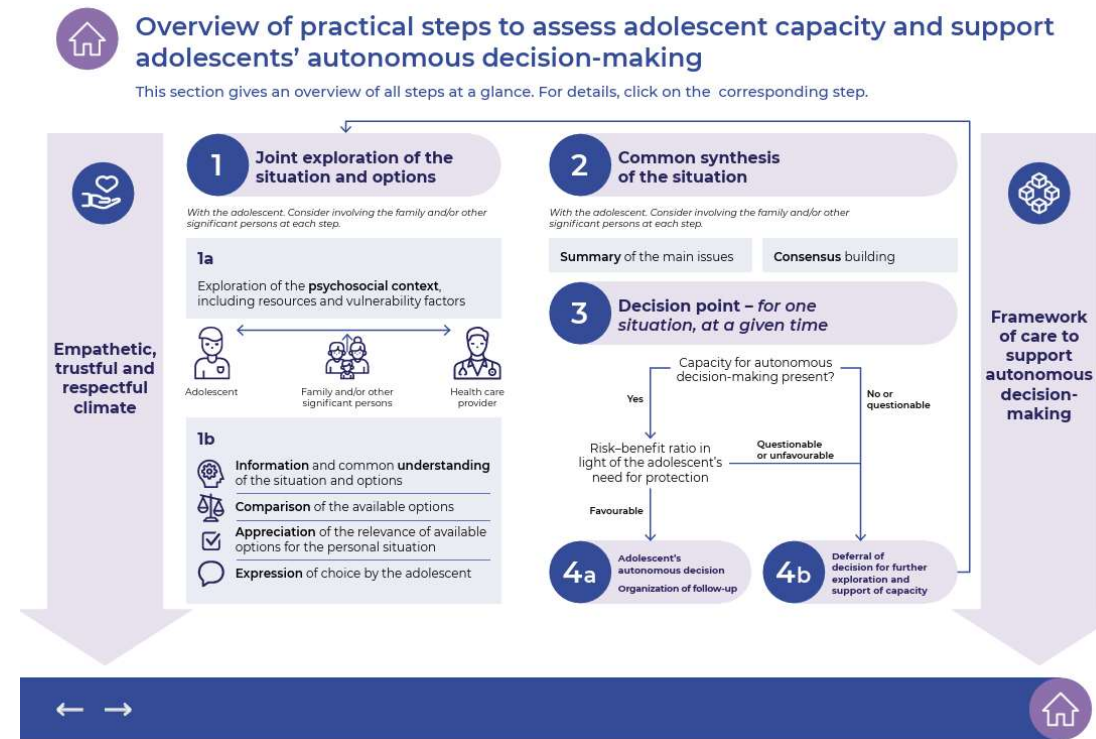 Overview of practical steps to assess adolescent capacity and support
adolescents' autonomous decision-making
This section gives an overview of all steps at a glance. For details, click on the corresponding step.
Empathetic,
trustful and
respectful
climate
1
Joint exploration of the
situation and options
With the adolescent. Consider involving the family and/or other
significant persons at each step.
1a
Exploration of the psychosocial context,
including resources and vulnerability factors
Adolescent
Family and/or other
significant persons
Health care
provider
1b
Information and common understanding
of the situation and options
Comparison of the available options
Appreciation of the relevance of available
options for the personal situation
Expression of choice by the adolescent
2
Common synthesis
of the situation
With the adolescent. Consider involving the family and/or other
significant persons at each step.
Summary of the main issues
Consensus building
3
Decision point – for one
situation, at a given time
Capacity for autonomous
decision-making present?
Yes
No or
questionable
Risk–benefit ratio in
light of the adolescent's
need for protection
Questionable
or unfavourable
Favourable
4a
Adolescent's
autonomous decision
Organization of follow-up
4b
Deferral of
decision for further
exploration and
support of capacity
Framework
of care to
support
autonomous
decision-
making